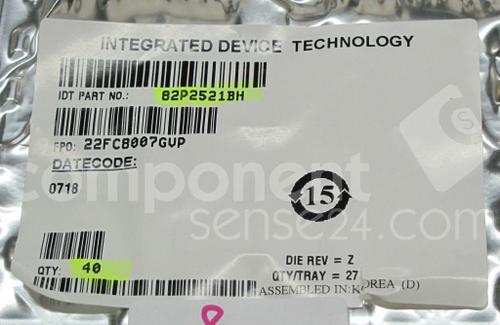 INTEGRATED DEVICE TECHNOLOGY
IDT PART NO.: 82P2521BH
FPO: 22FC8007GVP
DATECODE:
0718
component
sense24.com
15
QTY: 40
DIE REV = Z
QTY/TRAY = 27
ASSEMBLED IN:KOREA (D)